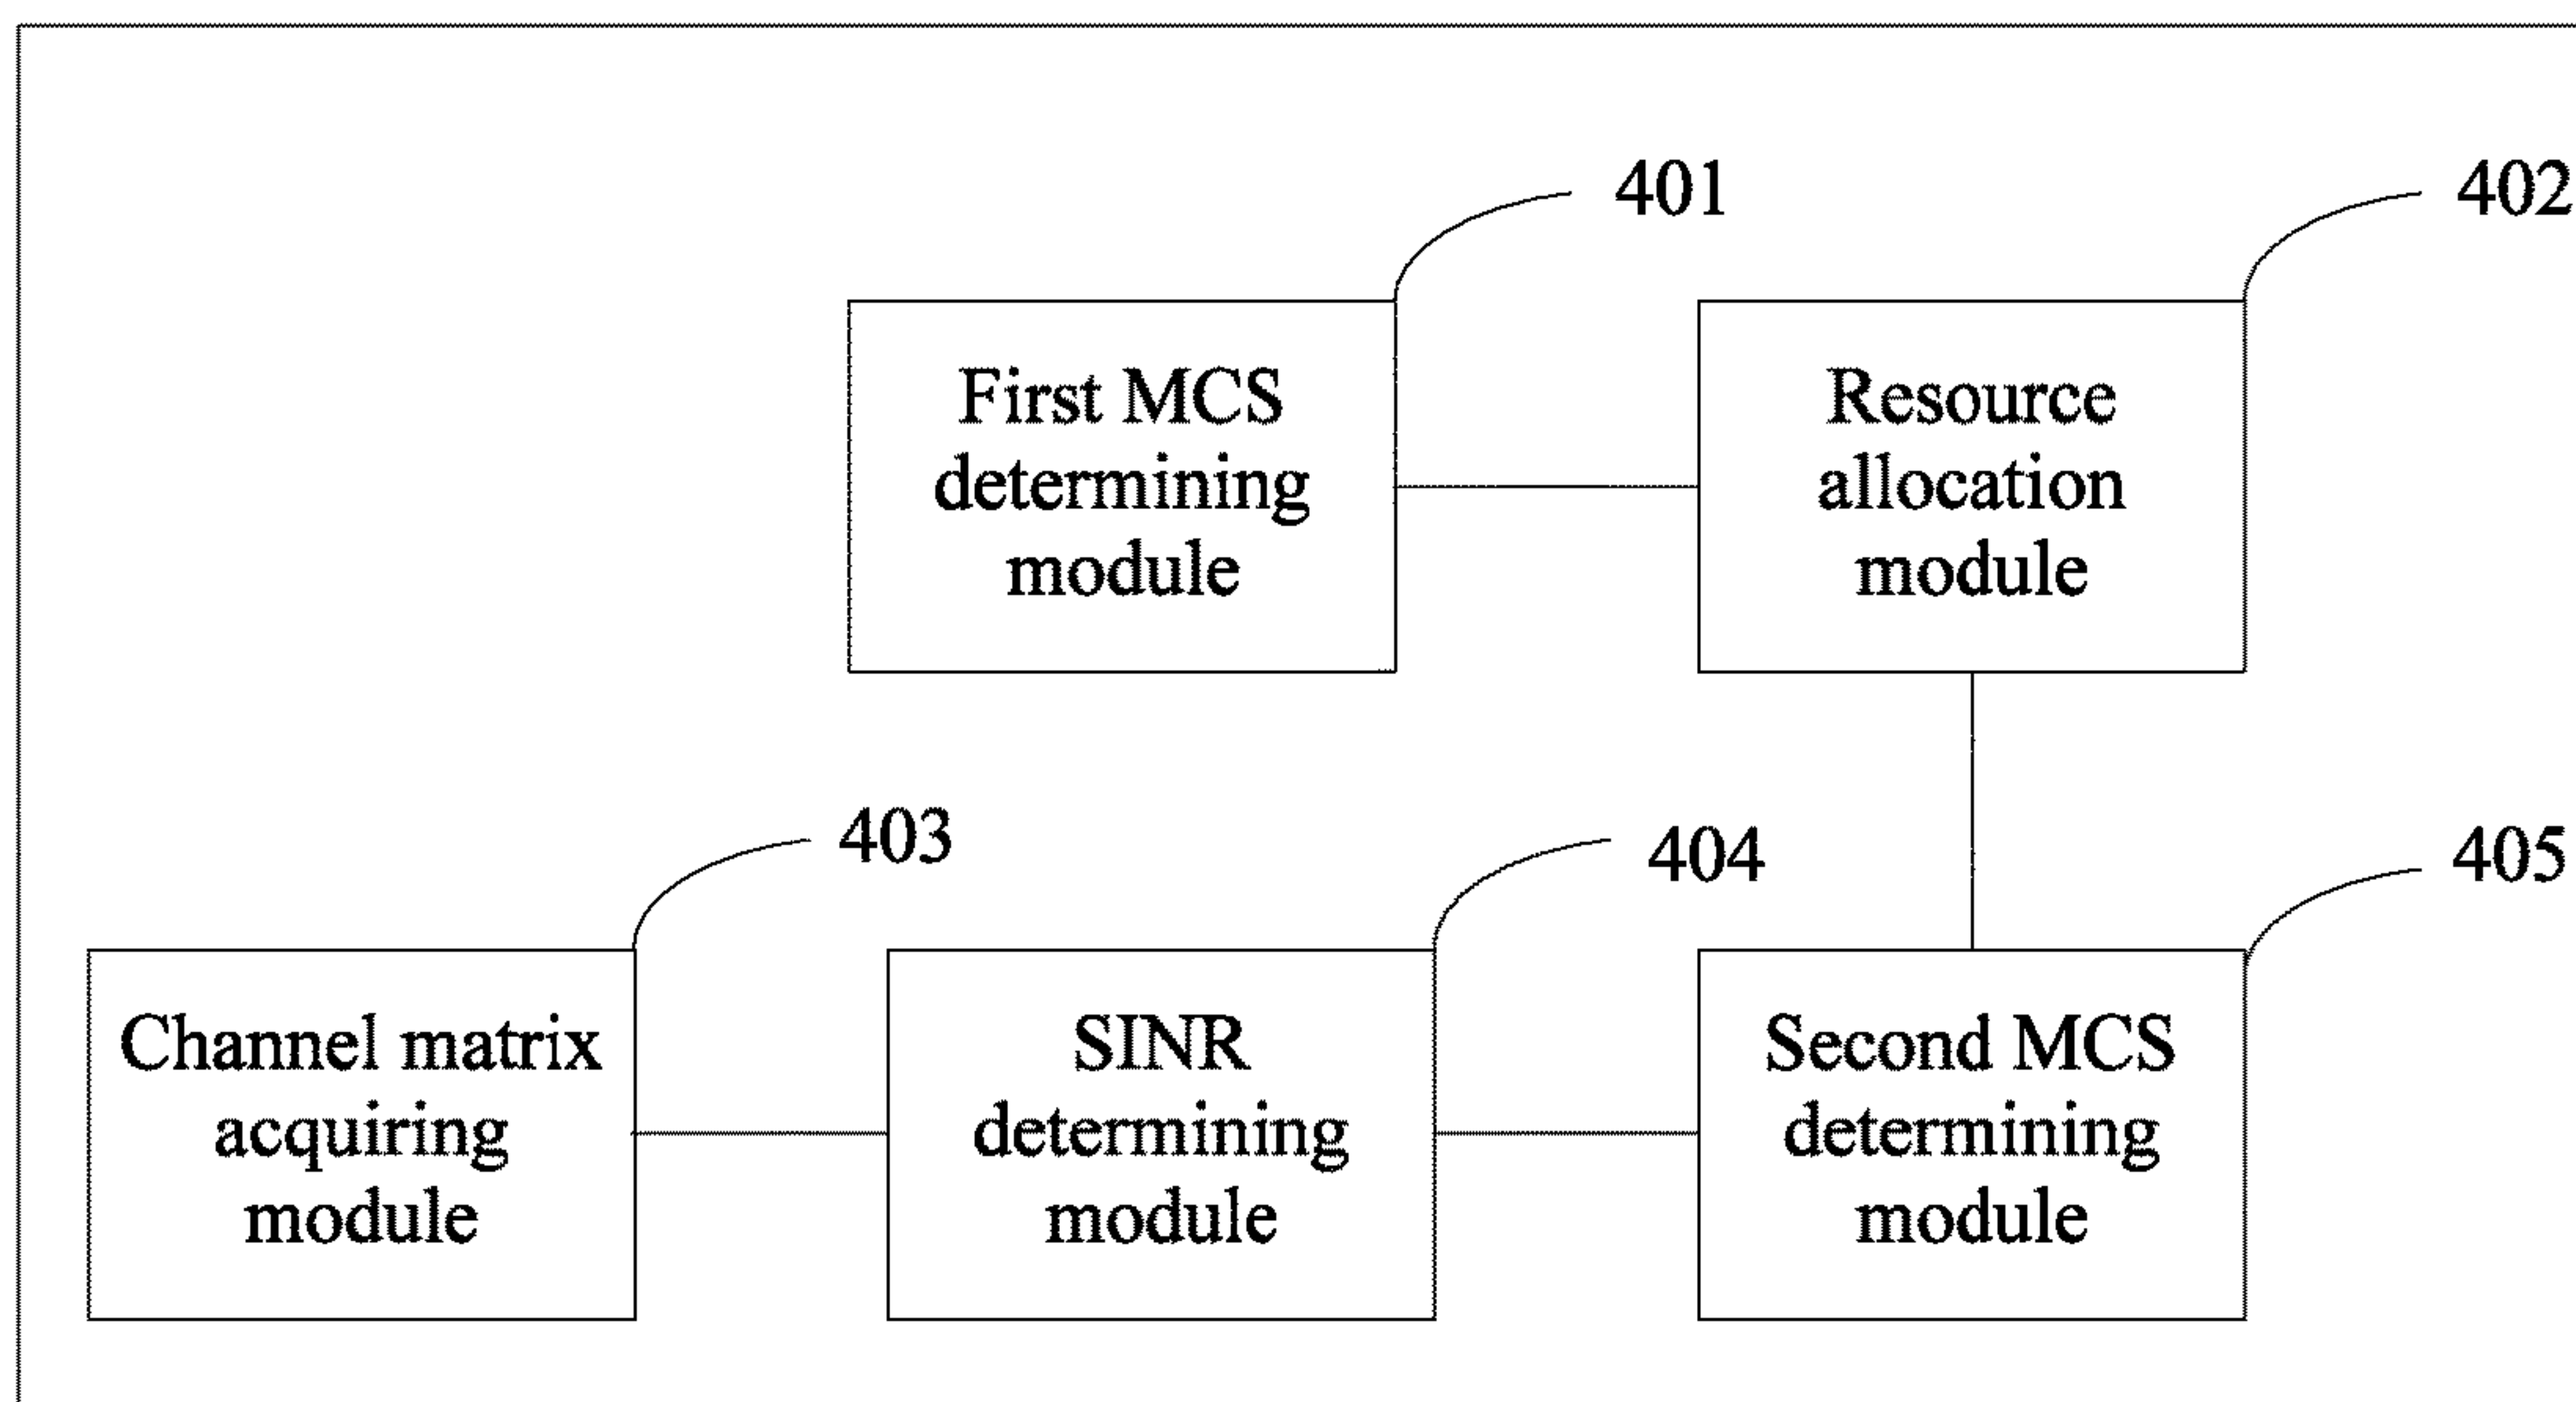 401
402
First MCS
determining
module
Resource
allocation
module
403
404
405
Channel matrix
acquiring
module
SINR
determining
module
Second MCS
determining
module